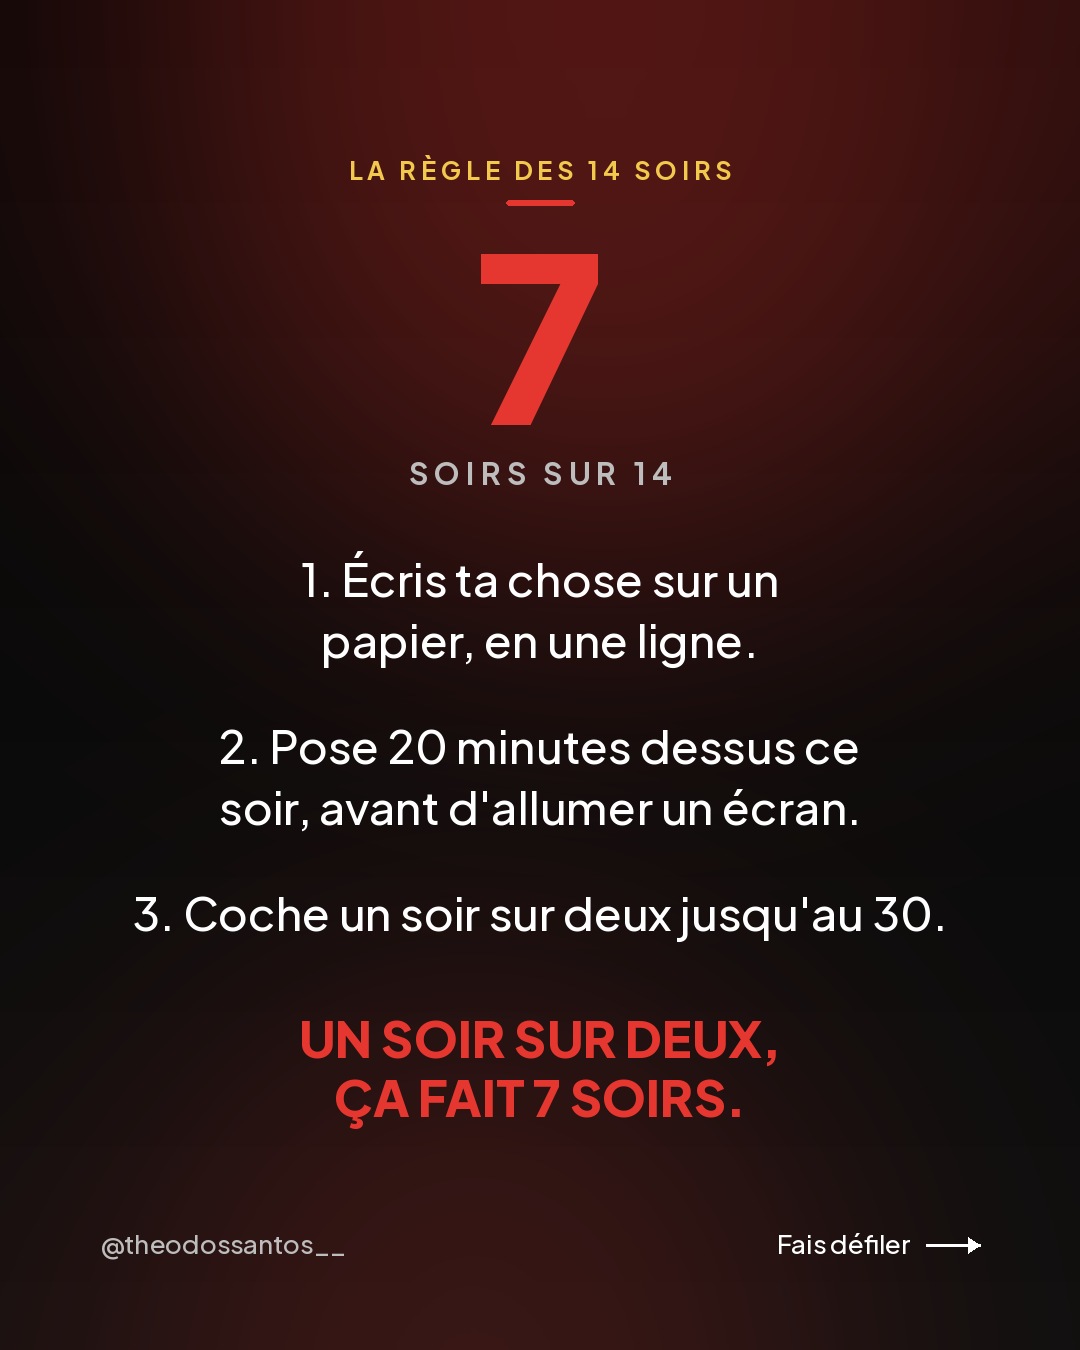 LA RÈGLE DES 14 SOIRS
7
SOIRS SUR 14
1. Écris ta chose sur un
papier, en une ligne.
2. Pose 20 minutes dessus ce
soir, avant d'allumer un écran.
3. Coche un soir sur deux jusqu'au 30.
UN SOIR SUR DEUX,
ÇA FAIT 7 SOIRS.
@theodossantos__
Fais défiler